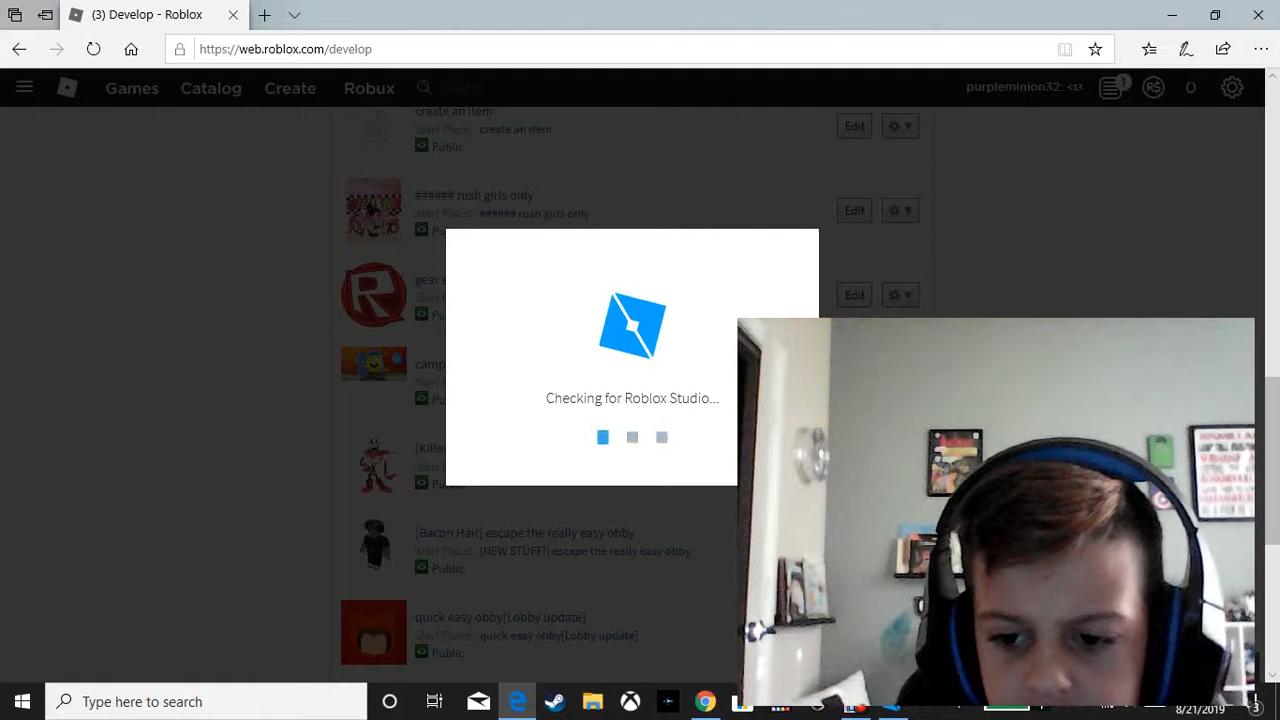 (3) Develop - Roblox
https://web.roblox.com/develop
Games Catalog Create Robux
purpleminion32: <13 1 0
create an item
Start Place: create an item
Public
Edit
###### rush girls only
Start Place: ###### rush girls only
Edit
gear
Edit
camp
Checking for Roblox Studio...
[Bacon Hair] escape the really easy obby
Start Place: [NEW STUFF!] escape the really easy obby
Public
quick easy obby[Lobby update]
Start Place: quick easy obby[Lobby update]
Public
Type here to search
8/21/2019
3